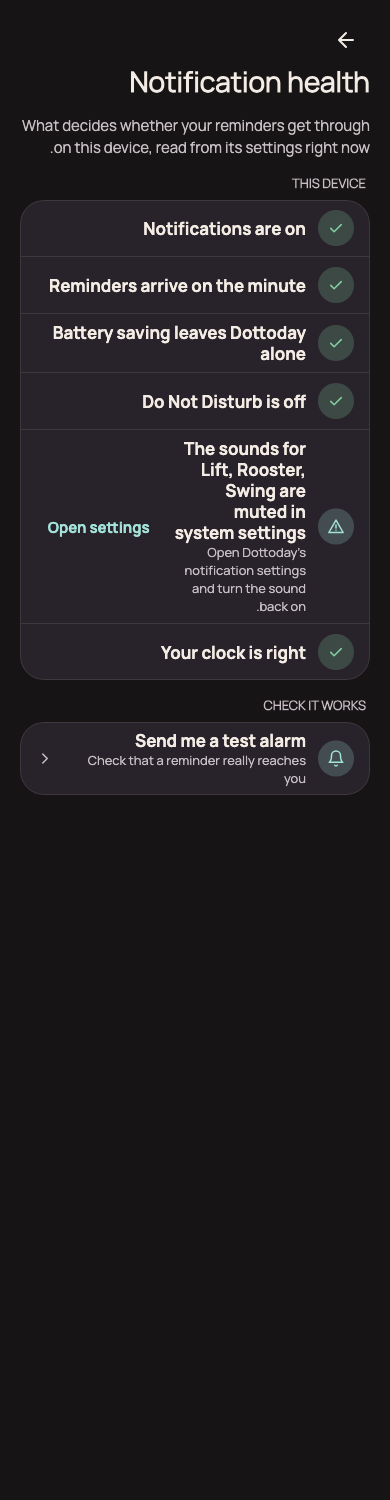 Notification health
What decides whether your reminders get through
.on this device, read from its settings right now
THIS DEVICE
Notifications are on
Reminders arrive on the minute
Battery saving leaves Dottoday
alone
Do Not Disturb is off
The sounds for
Lift, Rooster,
Swing are
muted in
system settings
Open Dottoday's
notification settings
and turn the sound
.back on
Open settings
Your clock is right
CHECK IT WORKS
Send me a test alarm
Check that a reminder really reaches
you